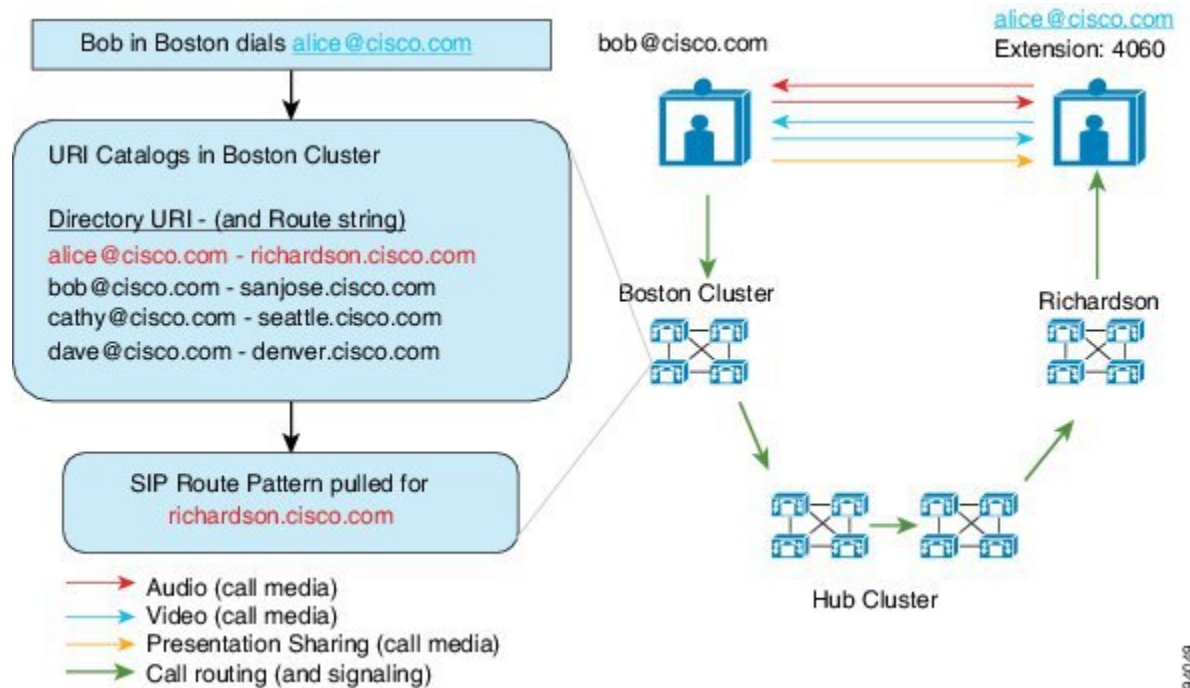 Bob in Boston dials alice@cisco.com
URI Catalogs in Boston Cluster
Directory URI - (and Route string)
alice@cisco.com - richardson.cisco.com
bob@cisco.com - sanjose.cisco.com
cathy@cisco.com - seattle.cisco.com
dave@cisco.com - denver.cisco.com
SIP Route Pattern pulled for
richardson.cisco.com
Audio (call media)
Video (call media)
Presentation Sharing (call media)
Call routing (and signaling)
bob@cisco.com
alice@cisco.com
Extension: 4060
Boston Cluster
Richardson
Hub Cluster